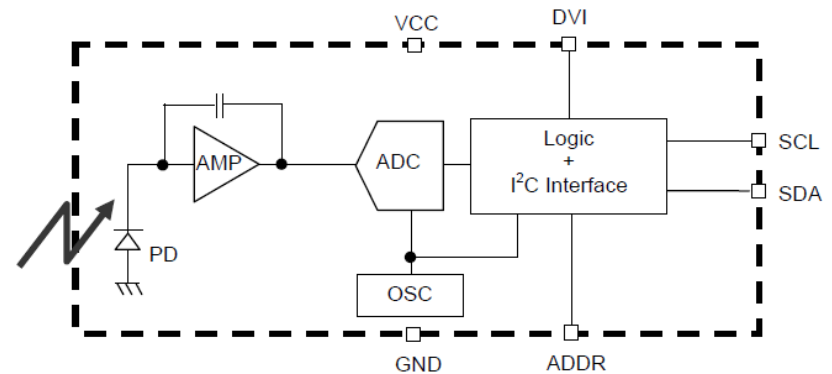 VCC
DVI
AMP
ADC
Logic
+
I²C Interface
SCL
SDA
PD
OSC
GND
ADDR